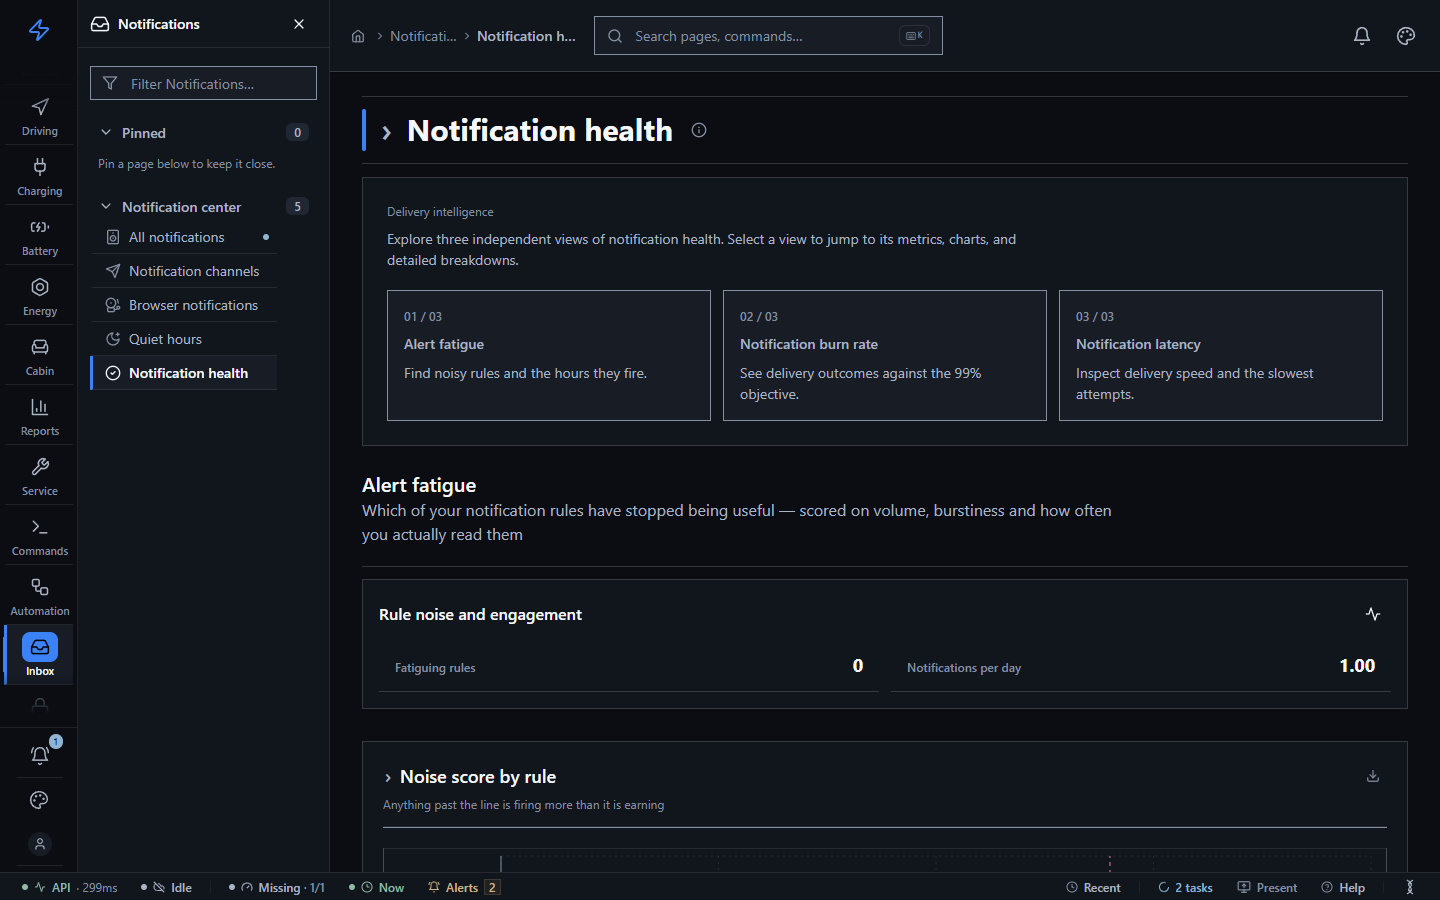 Notifications
Notificati...
Notification h...
Search pages, commands...
K
Filter Notifications...
Pinned
0
Pin a page below to keep it close.
Notification center
5
All notifications
Notification channels
Browser notifications
Quiet hours
Notification health
Driving
Charging
Battery
Energy
Cabin
Reports
Service
Commands
Automation
Inbox
1
Notification health
Delivery intelligence
Explore three independent views of notification health. Select a view to jump to its metrics, charts, and
detailed breakdowns.
01 / 03
Alert fatigue
Find noisy rules and the hours they fire.
02 / 03
Notification burn rate
See delivery outcomes against the 99%
objective.
03 / 03
Notification latency
Inspect delivery speed and the slowest
attempts.
Alert fatigue
Which of your notification rules have stopped being useful — scored on volume, burstiness and how often
you actually read them
Rule noise and engagement
Fatiguing rules
0
Notifications per day
1.00
Noise score by rule
Anything past the line is firing more than it is earning
API · 299ms
Idle
Missing · 1/1
Now
Alerts 2
Recent
2 tasks
Present
Help